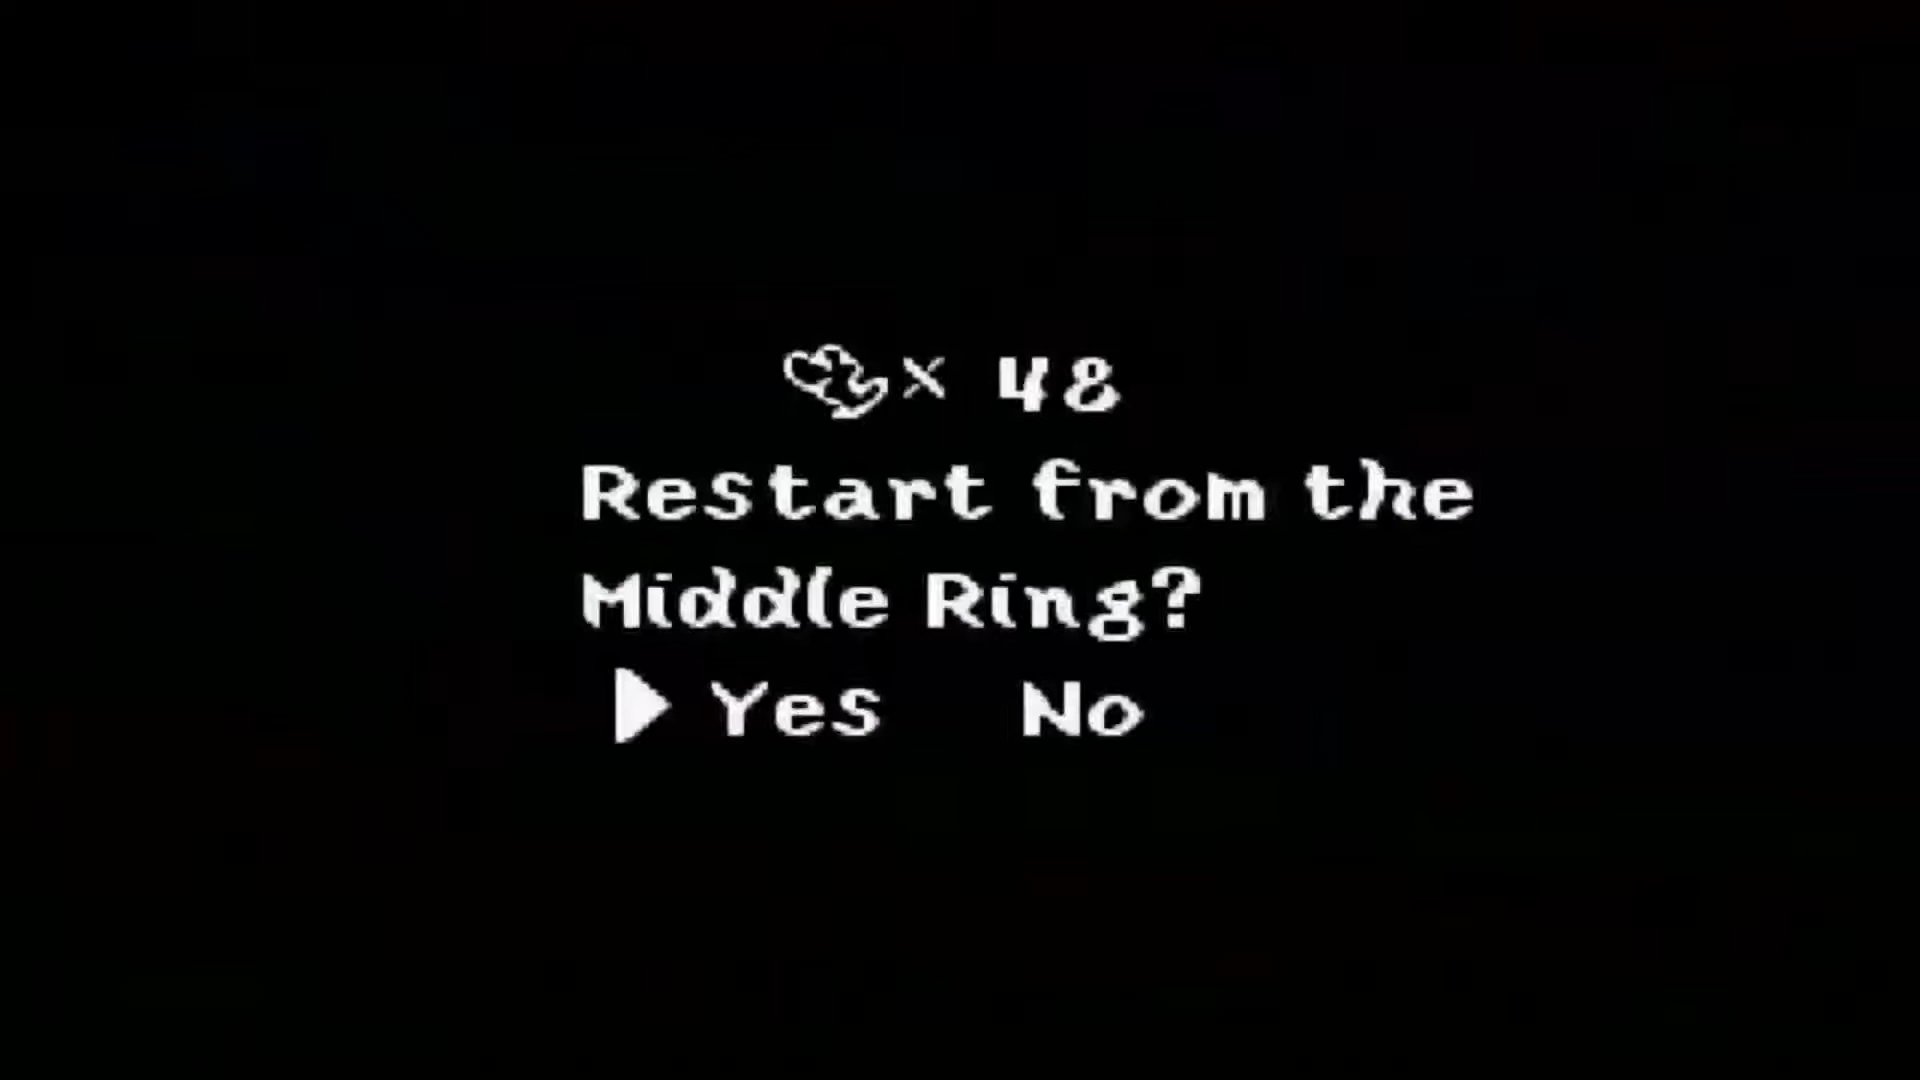 × 48
Restart from the
Middle Ring?
▶ Yes No